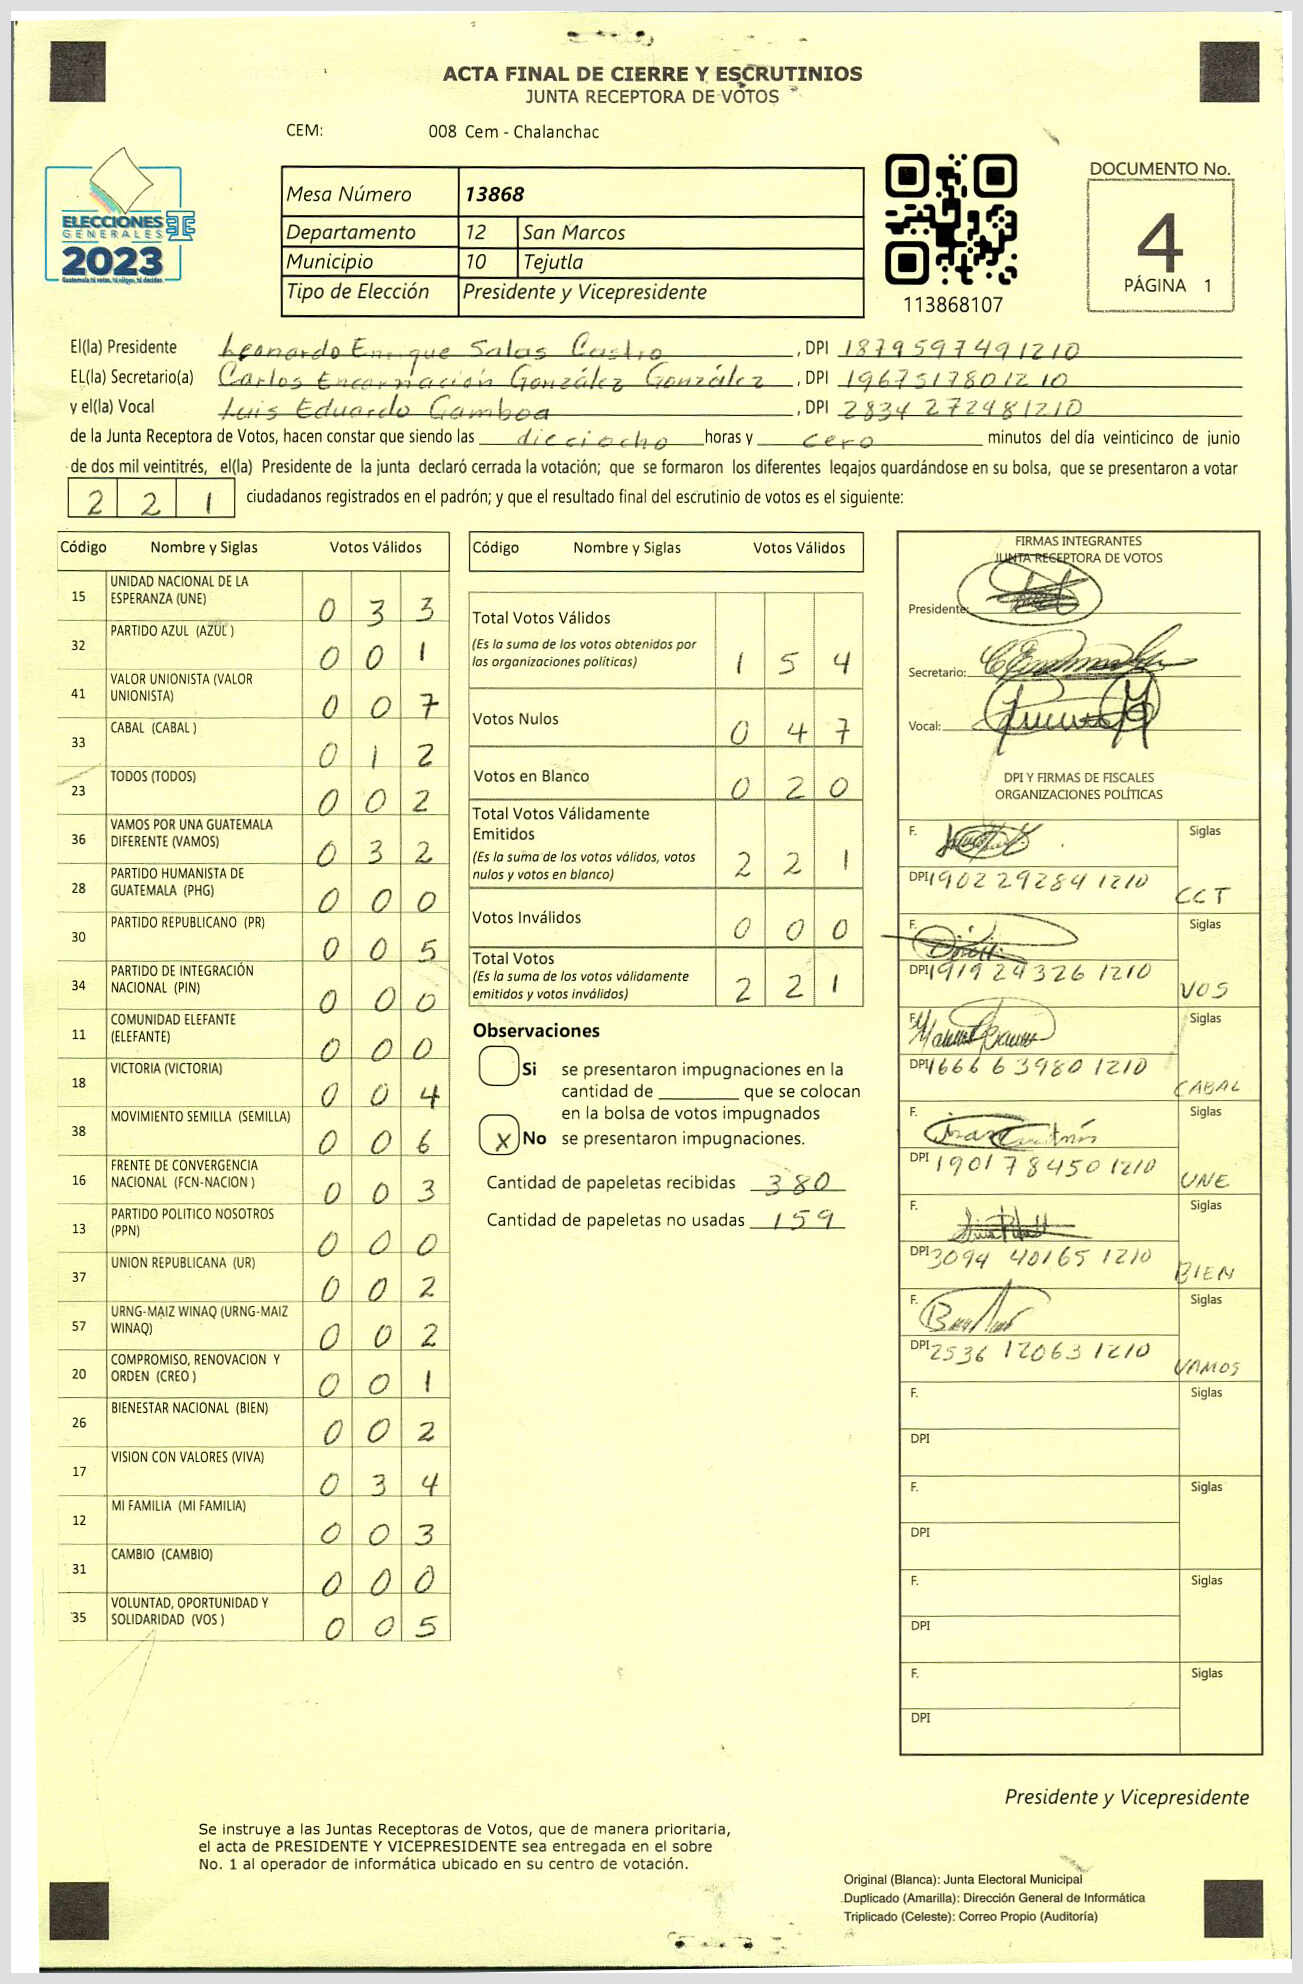 ACTA FINAL DE CIERRE Y ESCRUTINIOS
JUNTA RECEPTORA DE VOTOS
CEM: 008 Cem - Chalanchac
ELECCIONES
GENERALES
2023
Guatemala tú votas, tú eliges, tú decides
Mesa Número 13868
Departamento 12 San Marcos
Municipio 10 Tejutla
Tipo de Elección Presidente y Vicepresidente
113868107
DOCUMENTO No.
4
PÁGINA 1
El(la) Presidente Leonardo Enrique Salas Castro, DPI 1879597491210
EL(la) Secretario(a) Carlos Encarnación González González, DPI 1967517801210
y el(la) Vocal Luis Eduardo Gamboa, DPI 2834 272481210
de la Junta Receptora de Votos, hacen constar que siendo las dieciocho horas y cero minutos del día veinticinco de junio
de dos mil veintitrés, el(la) Presidente de la junta declaró cerrada la votación; que se formaron los diferentes legajos guardándose en su bolsa, que se presentaron a votar
221 ciudadanos registrados en el padrón; y que el resultado final del escrutinio de votos es el siguiente:
Código Nombre y Siglas Votos Válidos
15 UNIDAD NACIONAL DE LA
ESPERANZA (UNE) 0 3 3
32 PARTIDO AZUL (AZUL ) 0 0 1
41 VALOR UNIONISTA (VALOR
UNIONISTA) 0 0 7
33 CABAL (CABAL ) 0 1 2
23 TODOS (TODOS) 0 0 2
36 VAMOS POR UNA GUATEMALA
DIFERENTE (VAMOS) 0 3 2
28 PARTIDO HUMANISTA DE
GUATEMALA (PHG) 0 0 0
30 PARTIDO REPUBLICANO (PR) 0 0 5
34 PARTIDO DE INTEGRACIÓN
NACIONAL (PIN) 0 0 0
11 COMUNIDAD ELEFANTE
(ELEFANTE) 0 0 0
18 VICTORIA (VICTORIA) 0 0 4
38 MOVIMIENTO SEMILLA (SEMILLA) 0 0 6
16 FRENTE DE CONVERGENCIA
NACIONAL (FCN-NACION ) 0 0 3
13 PARTIDO POLITICO NOSOTROS
(PPN) 0 0 0
37 UNION REPUBLICANA (UR) 0 0 2
57 URNG-MAIZ WINAQ (URNG-MAIZ
WINAQ) 0 0 2
20 COMPROMISO, RENOVACION Y
ORDEN (CREO ) 0 0 1
26 BIENESTAR NACIONAL (BIEN) 0 0 2
17 VISION CON VALORES (VIVA) 0 3 4
12 MI FAMILIA (MI FAMILIA) 0 0 3
31 CAMBIO (CAMBIO) 0 0 0
35 VOLUNTAD, OPORTUNIDAD Y
SOLIDARIDAD (VOS ) 0 0 5
Código Nombre y Siglas Votos Válidos
Total Votos Válidos
(Es la suma de los votos obtenidos por
las organizaciones políticas) 1 5 4
Votos Nulos 0 4 7
Votos en Blanco 0 2 0
Total Votos Válidamente
Emitidos
(Es la suma de los votos válidos, votos
nulos y votos en blanco) 2 2 1
Votos Inválidos 0 0 0
Total Votos
(Es la suma de los votos válidamente
emitidos y votos inválidos) 2 2 1
Observaciones
Si se presentaron impugnaciones en la
cantidad de ________ que se colocan
en la bolsa de votos impugnados
x No se presentaron impugnaciones.
Cantidad de papeletas recibidas 380
Cantidad de papeletas no usadas 159
FIRMAS INTEGRANTES
JUNTA RECEPTORA DE VOTOS
Presidente:
Secretario:
Vocal:
DPI Y FIRMAS DE FISCALES
ORGANIZACIONES POLÍTICAS
F. Siglas
DPI 1902292841210 CCT
F. Siglas
DPI 1919243261210 VOS
F. Siglas
DPI 1666639801210 CABAL
F. Siglas
DPI 1901784501210 UNE
F. Siglas
DPI 3094 40165 1210 BIEN
F. Siglas
DPI 2536 12063 1210 VAMOS
F. Siglas
DPI
F. Siglas
DPI
F. Siglas
DPI
F. Siglas
DPI
Presidente y Vicepresidente
Se instruye a las Juntas Receptoras de Votos, que de manera prioritaria,
el acta de PRESIDENTE Y VICEPRESIDENTE sea entregada en el sobre
No. 1 al operador de informática ubicado en su centro de votación.
Original (Blanca): Junta Electoral Municipal
Duplicado (Amarilla): Dirección General de Informática
Triplicado (Celeste): Correo Propio (Auditoría)